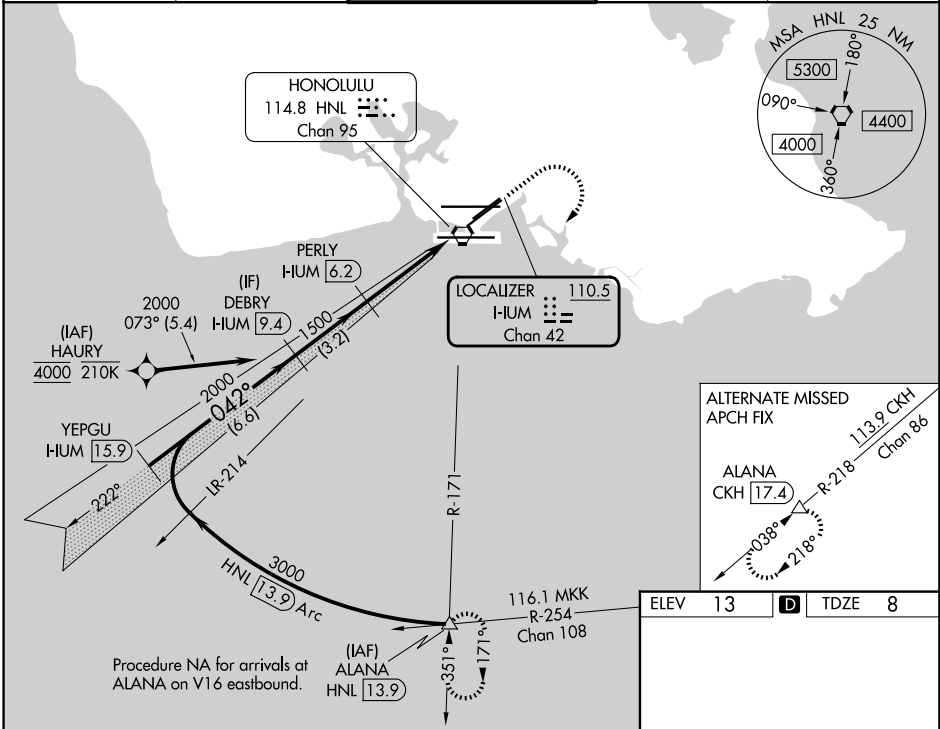 MSA HNL 25 NM
180°
5300
090°
4400
4000
360°
HONOLULU
114.8 HNL
Chan 95
PERLY
I-IUM 6.2
(IF)
DEBRY
I-IUM 9.4
2000
073° (5.4)
(IAF)
HAURY
4000 210K
1500
(3.2)
LOCALIZER 110.5
I-IUM
Chan 42
2000
042°
(6.6)
YEPGU
I-IUM 15.9
222°
LR-214
R-171
ALTERNATE MISSED
APCH FIX
113.9 CKH
Chan 86
R-218
ALANA
CKH 17.4
038°
218°
3000
HNL 13.9 Arc
116.1 MKK
R-254
Chan 108
(IAF)
ALANA
HNL 13.9
351°
171°
Procedure NA for arrivals at
ALANA on V16 eastbound.
ELEV 13 D TDZE 8